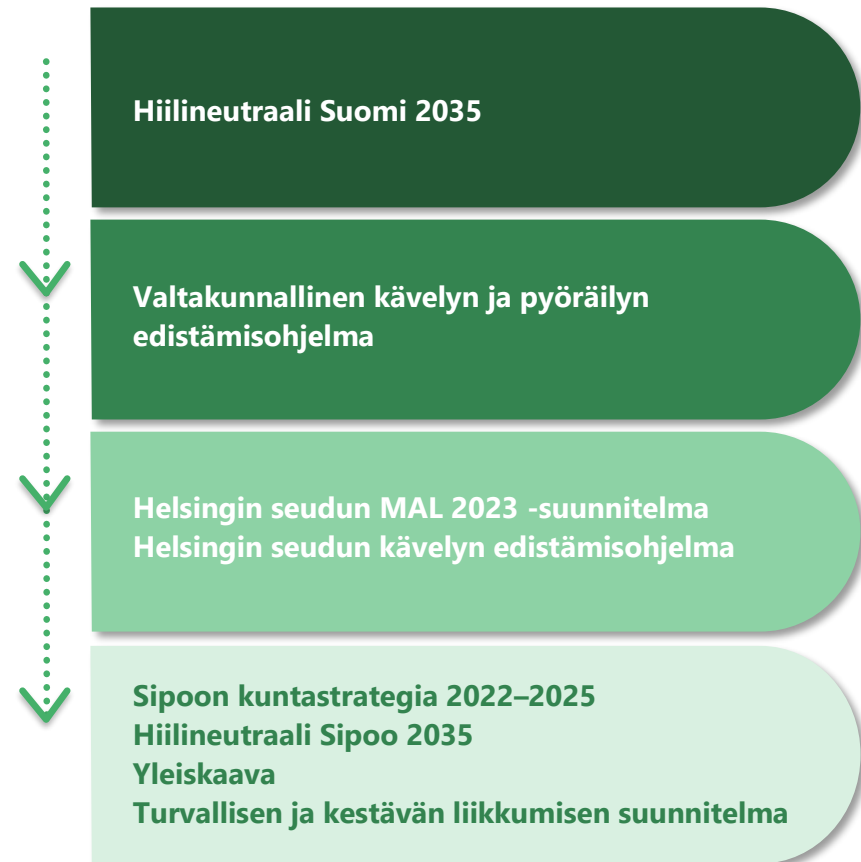 Hiilineutraali Suomi 2035
Valtakunnallinen kävelyn ja pyöräilyn
edistämisohjelma
Helsingin seudun MAL 2023 -suunnitelma
Helsingin seudun kävelyn edistämisohjelma
Sipoon kuntastrategia 2022–2025
Hiilineutraali Sipoo 2035
Yleiskaava
Turvallisen ja kestävän liikkumisen suunnitelma